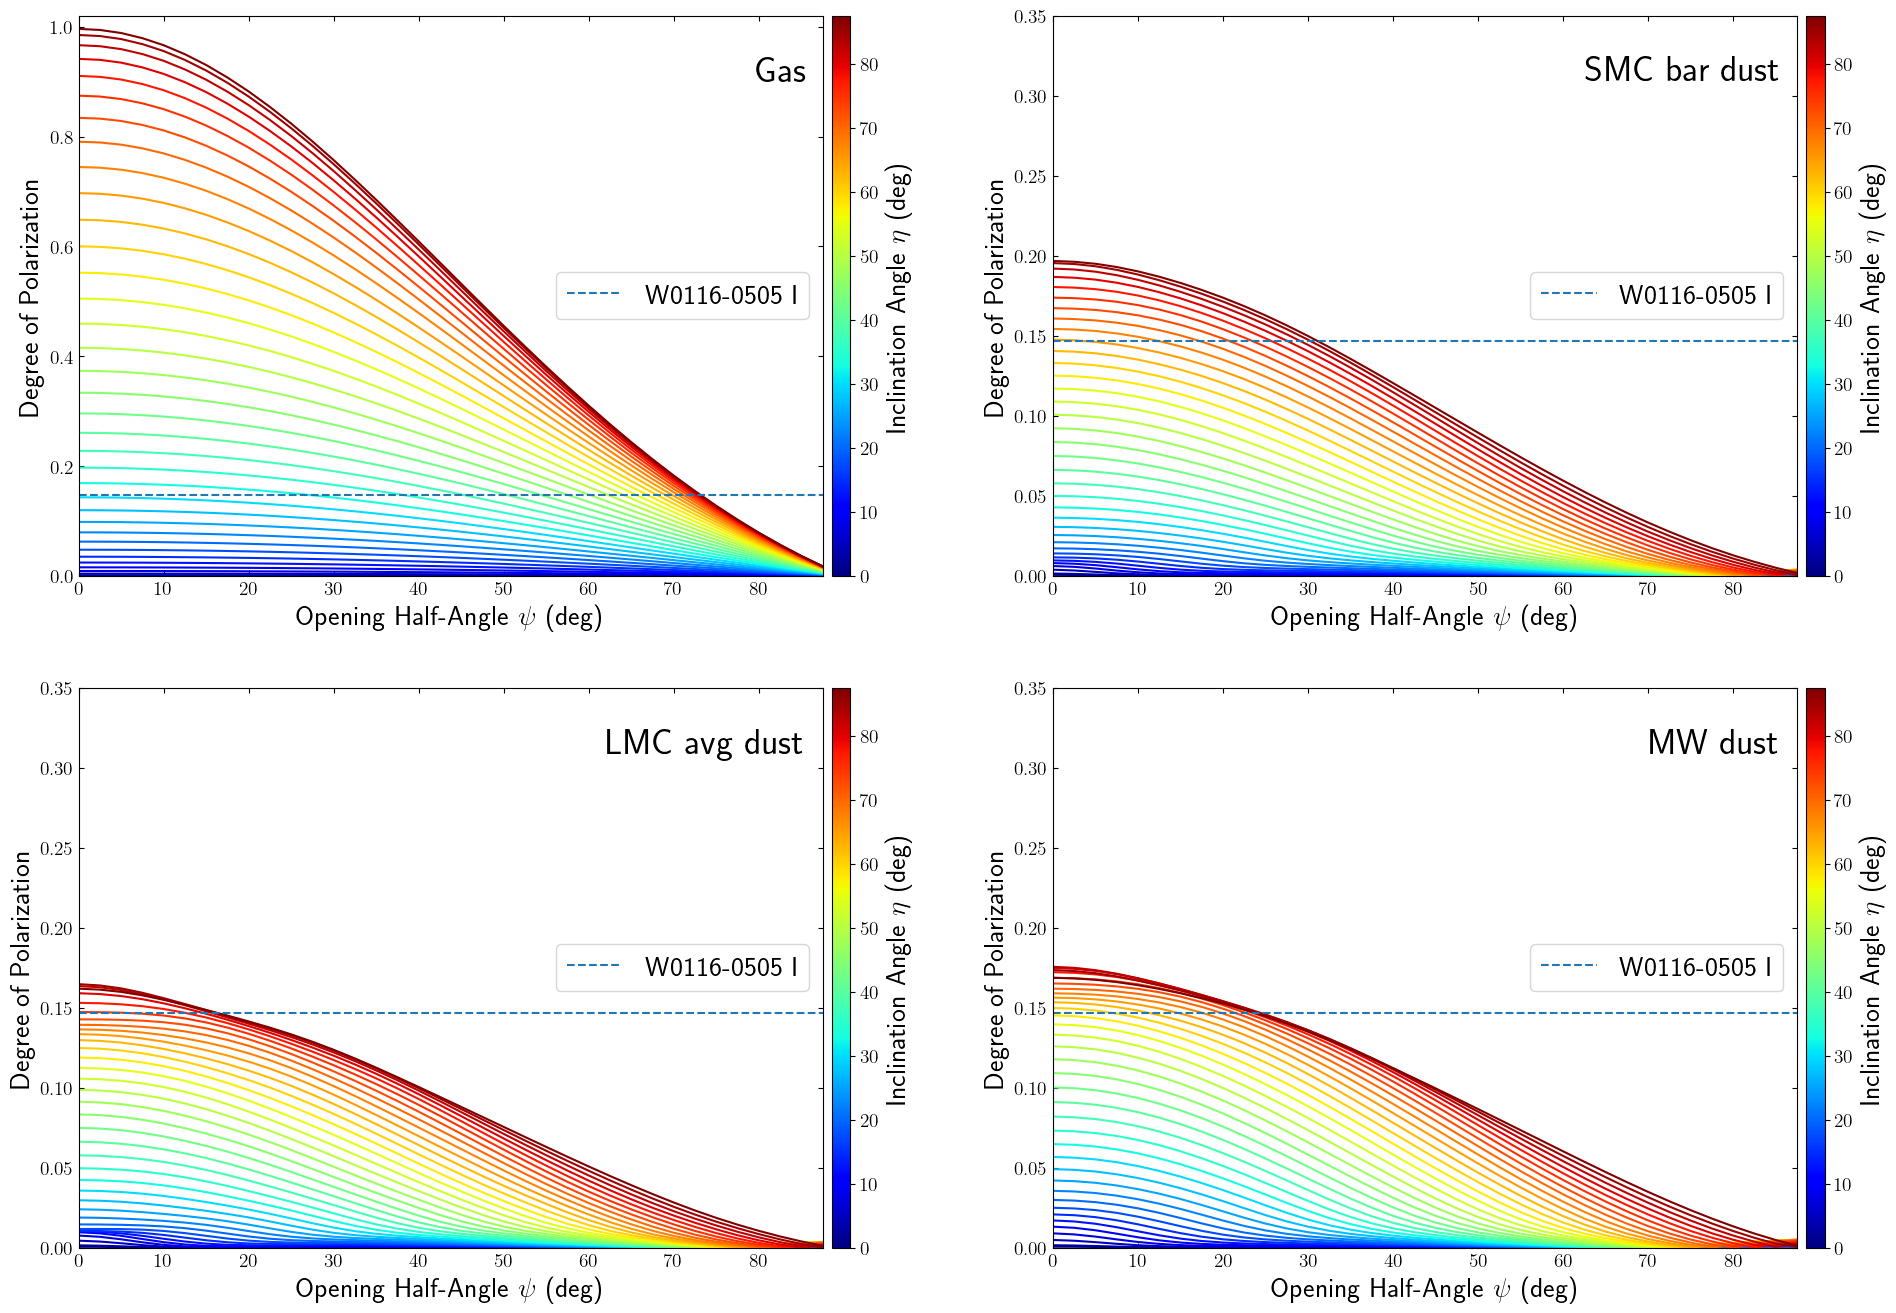 Gas
W0116-0505 I
Degree of Polarization
0.0 0.2 0.4 0.6 0.8 1.0
0 10 20 30 40 50 60 70 80
Opening Half-Angle ψ (deg)
0 10 20 30 40 50 60 70 80
Inclination Angle η (deg)
SMC bar dust
W0116-0505 I
Degree of Polarization
0.00 0.05 0.10 0.15 0.20 0.25 0.30 0.35
0 10 20 30 40 50 60 70 80
Opening Half-Angle ψ (deg)
0 10 20 30 40 50 60 70 80
Inclination Angle η (deg)
LMC avg dust
W0116-0505 I
Degree of Polarization
0.00 0.05 0.10 0.15 0.20 0.25 0.30 0.35
0 10 20 30 40 50 60 70 80
Opening Half-Angle ψ (deg)
0 10 20 30 40 50 60 70 80
Inclination Angle η (deg)
MW dust
W0116-0505 I
Degree of Polarization
0.00 0.05 0.10 0.15 0.20 0.25 0.30 0.35
0 10 20 30 40 50 60 70 80
Opening Half-Angle ψ (deg)
0 10 20 30 40 50 60 70 80
Inclination Angle η (deg)